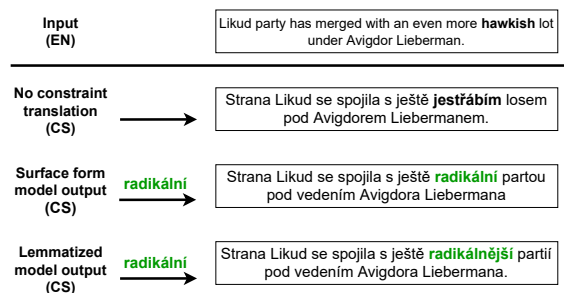 Input
(EN)
Likud party has merged with an even more hawkish lot
under Avigdor Lieberman.
No constraint
translation
(CS)
Strana Likud se spojila s ještě jestřábím losem
pod Avigdorem Liebermanem.
Surface form
model output
(CS)
radikální
Strana Likud se spojila s ještě radikální partou
pod vedením Avigdora Liebermana
Lemmatized
model output
(CS)
radikální
Strana Likud se spojila s ještě radikálnější partií
pod vedením Avigdora Liebermana.